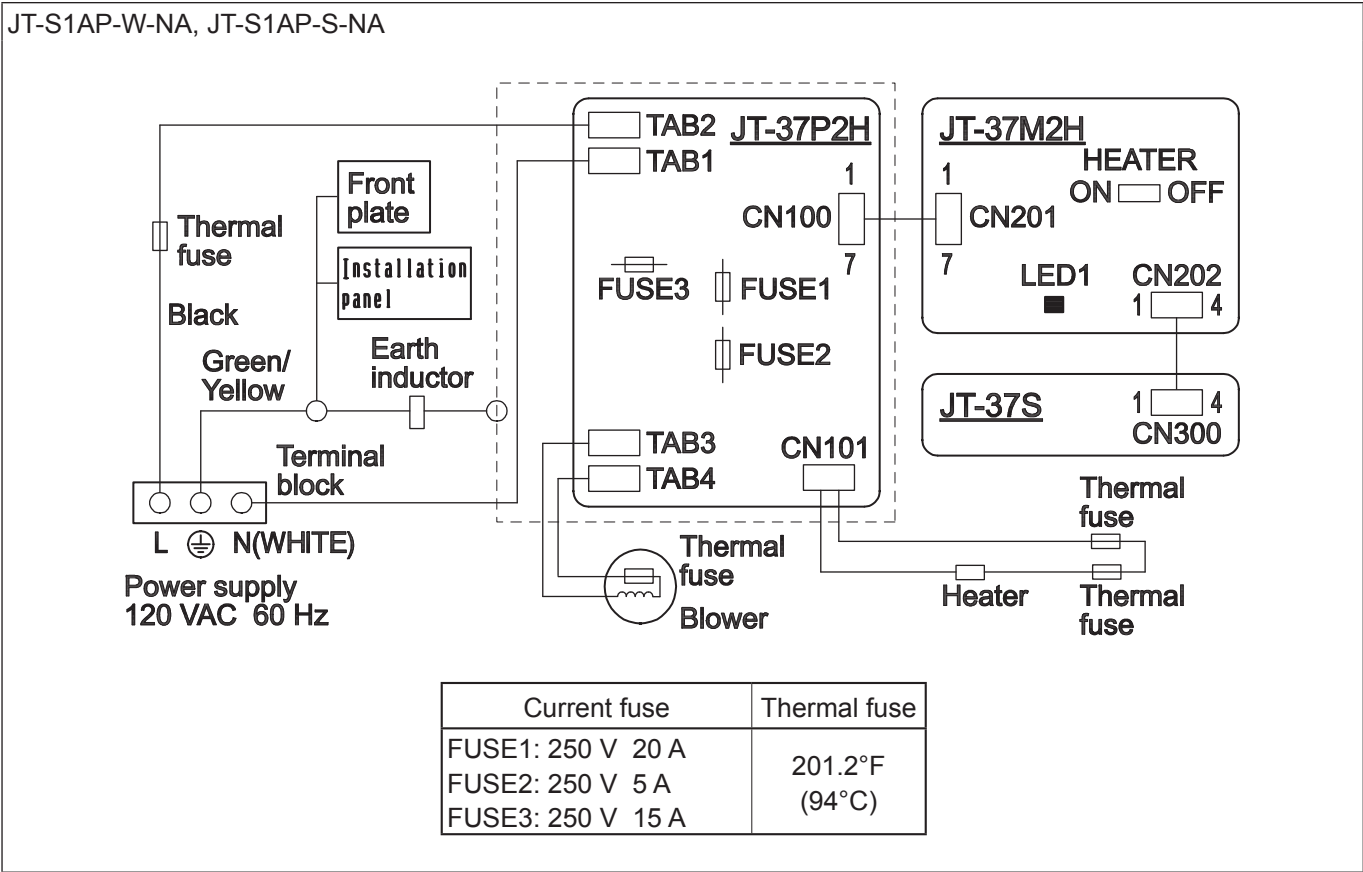 JT-S1AP-W-NA, JT-S1AP-S-NA
TAB2
JT-37P2H
TAB1
JT-37M2H
HEATER
ON OFF
1
CN100
7
1
CN201
7
Front
plate
Thermal
fuse
Installation
panel
FUSE3
FUSE1
LED1
CN202
1 4
Black
Earth
inductor
Green/
Yellow
FUSE2
JT-37S
1 4
CN300
TAB3
TAB4
CN101
Terminal
block
L N(WHITE)
Power supply
120 VAC 60 Hz
Thermal
fuse
Blower
Thermal
fuse
Heater
Thermal
fuse
Current fuse
Thermal fuse
FUSE1: 250 V 20 A
FUSE2: 250 V 5 A
FUSE3: 250 V 15 A
201.2°F
(94°C)